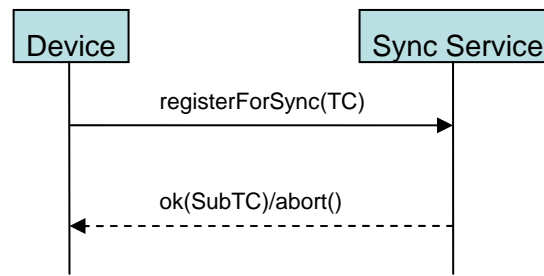 Device
Sync Service
registerForSync(TC)
ok(SubTC)/abort()